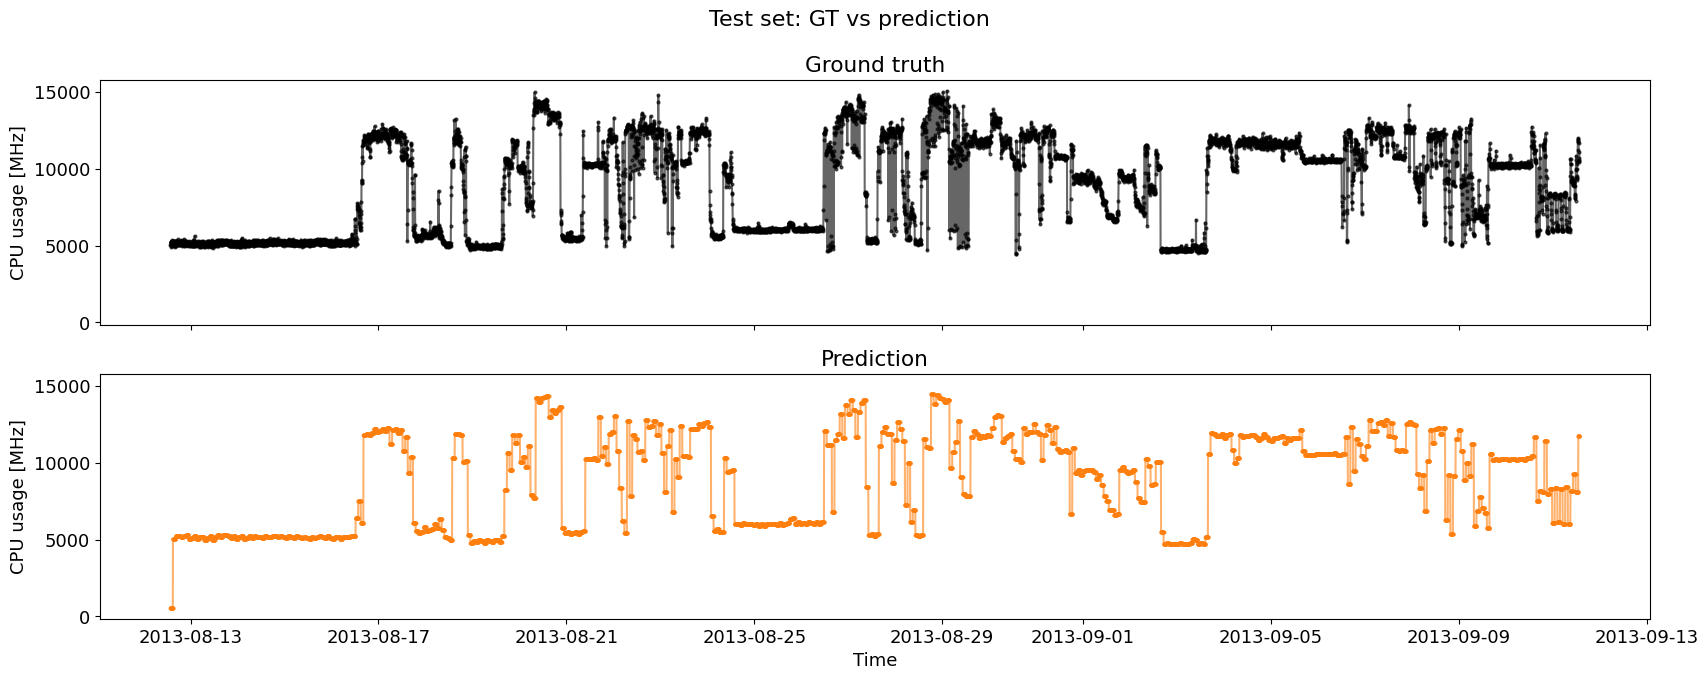 Test set: GT vs prediction
Ground truth
CPU usage [MHz]
15000
10000
5000
0
Prediction
CPU usage [MHz]
15000
10000
5000
0
2013-08-13 2013-08-17 2013-08-21 2013-08-25 2013-08-29 2013-09-01 2013-09-05 2013-09-09 2013-09-13
Time